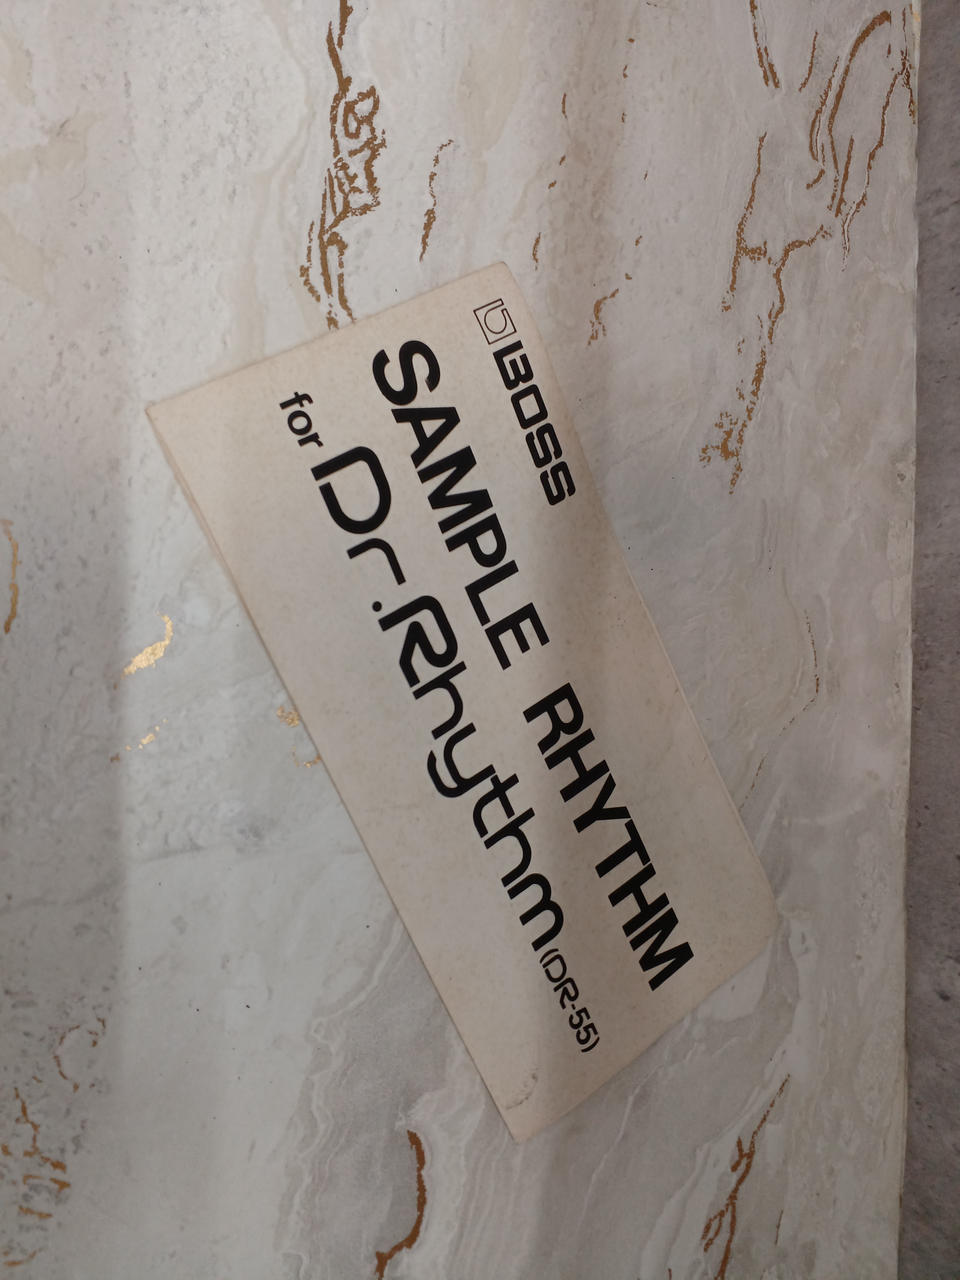 BOSS
SAMPLE RHYTHM
for Dr.Rhythm (DR-55)